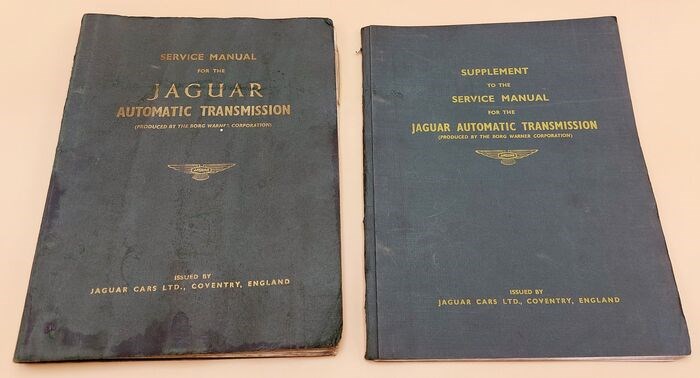 SERVICE MANUAL
FOR THE
JAGUAR
AUTOMATIC TRANSMISSION
(PRODUCED BY THE BORG WARNER CORPORATION)
JAGUAR
ISSUED BY
JAGUAR CARS LTD., COVENTRY, ENGLAND
SUPPLEMENT
TO THE
SERVICE MANUAL
FOR THE
JAGUAR AUTOMATIC TRANSMISSION
(PRODUCED BY THE BORG WARNER CORPORATION)
JAGUAR
ISSUED BY
JAGUAR CARS LTD., COVENTRY, ENGLAND